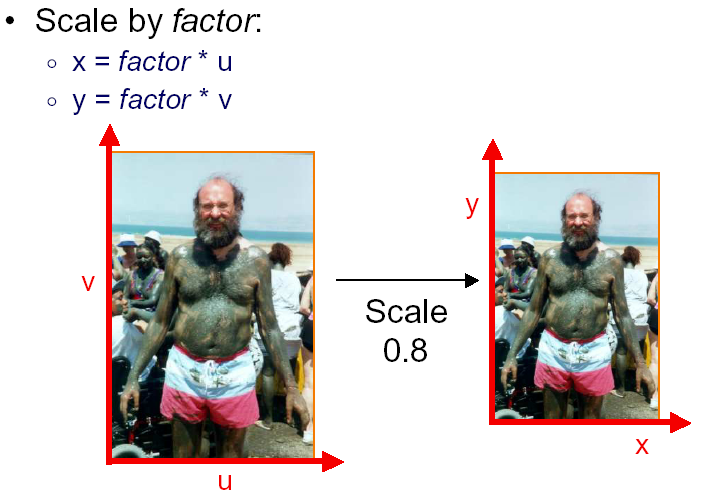 • Scale by factor:
○ x = factor * u
○ y = factor * v
y
v
Scale
0.8
x
u